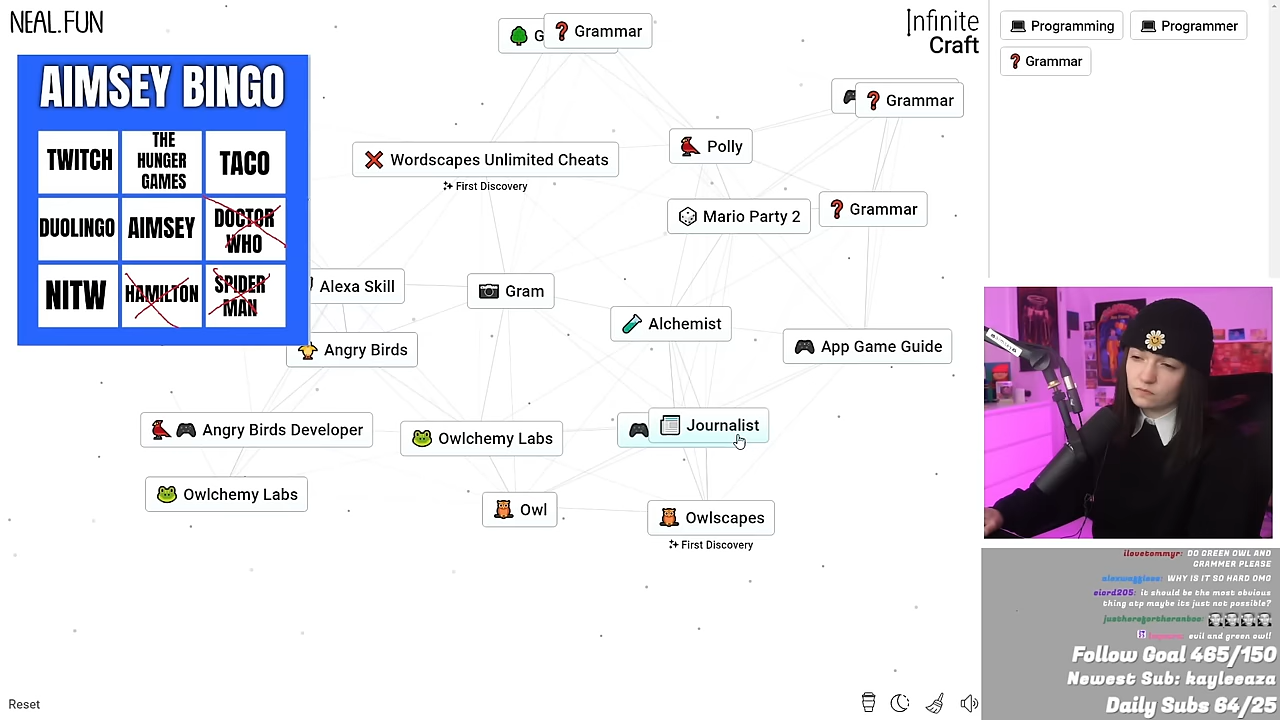 NEAL.FUN
Infinite
Craft
Grammar
Programming
Programmer
Grammar
AIMSEY BINGO
TWITCH
THE
HUNGER
GAMES
TACO
DUOLINGO
AIMSEY
DOCTOR
WHO
NITW
HAMILTON
SPIDER
MAN
Grammar
Wordscapes Unlimited Cheats
First Discovery
Polly
Mario Party 2
Grammar
Alexa Skill
Gram
Alchemist
Angry Birds
App Game Guide
Angry Birds Developer
Owlchemy Labs
Journalist
Owlchemy Labs
Owl
Owlscapes
First Discovery
ilovetommyr: DO GREEN OWL AND
GRAMMER PLEASE
WHY IS IT SO HARD OMG
it should be the most obvious
thing atp maybe its just not possible?
evil and green owl!
Follow Goal 465/150
Newest Sub: kayleeaza
Daily Subs 64/25
Reset